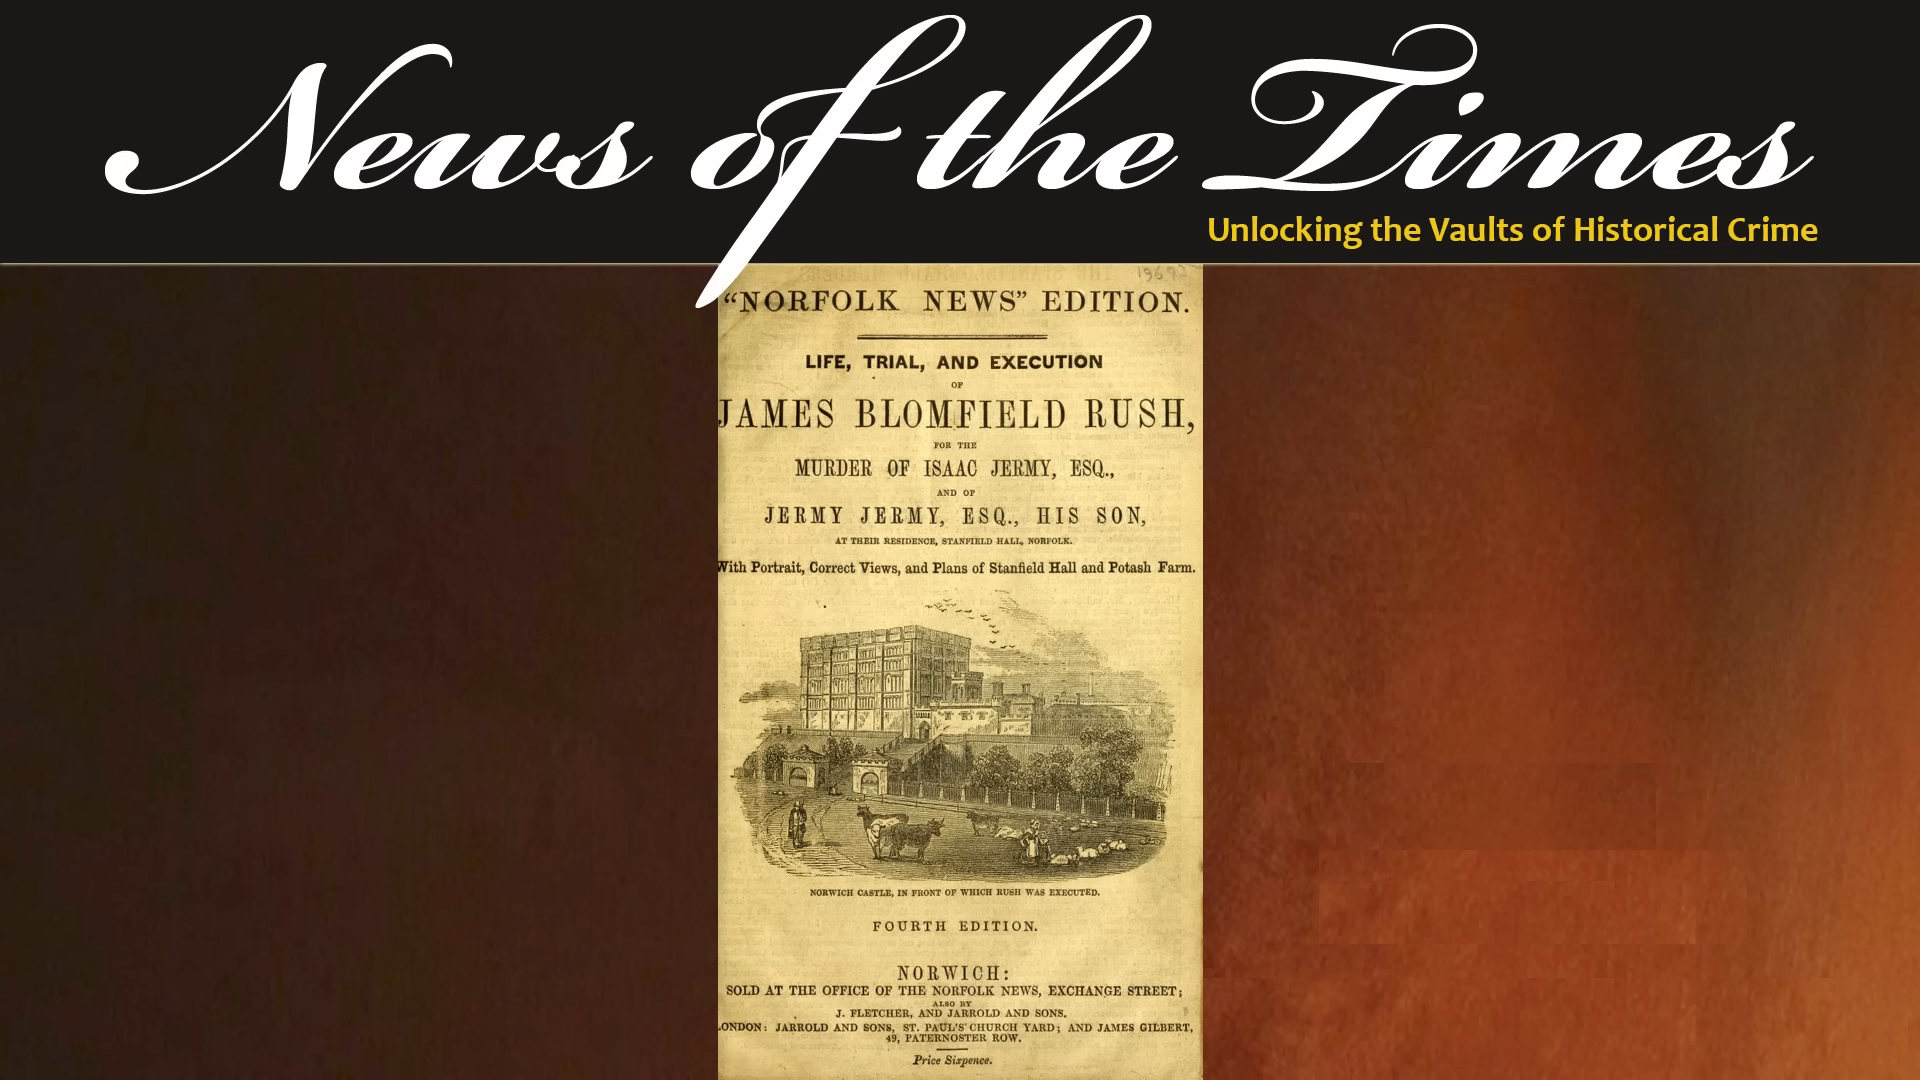 News of the Times
Unlocking the Vaults of Historical Crime
"NORFOLK NEWS" EDITION.
LIFE, TRIAL, AND EXECUTION
OF
JAMES BLOMFIELD RUSH,
FOR THE
MURDER OF ISAAC JERMY, ESQ.,
AND OF
JERMY JERMY, ESQ., HIS SON,
AT THEIR RESIDENCE, STANFIELD HALL, NORFOLK.
With Portrait, Correct Views, and Plans of Stanfield Hall and Potash Farm.
NORWICH CASTLE, IN FRONT OF WHICH RUSH WAS EXECUTED.
FOURTH EDITION.
NORWICH:
SOLD AT THE OFFICE OF THE NORFOLK NEWS, EXCHANGE STREET;
ALSO BY
J. FLETCHER, AND JARROLD AND SONS.
ONDON: JARROLD AND SONS, ST. PAUL'S CHURCH YARD; AND JAMES GILBERT,
49, PATERNOSTER ROW.
Price Sixpence.